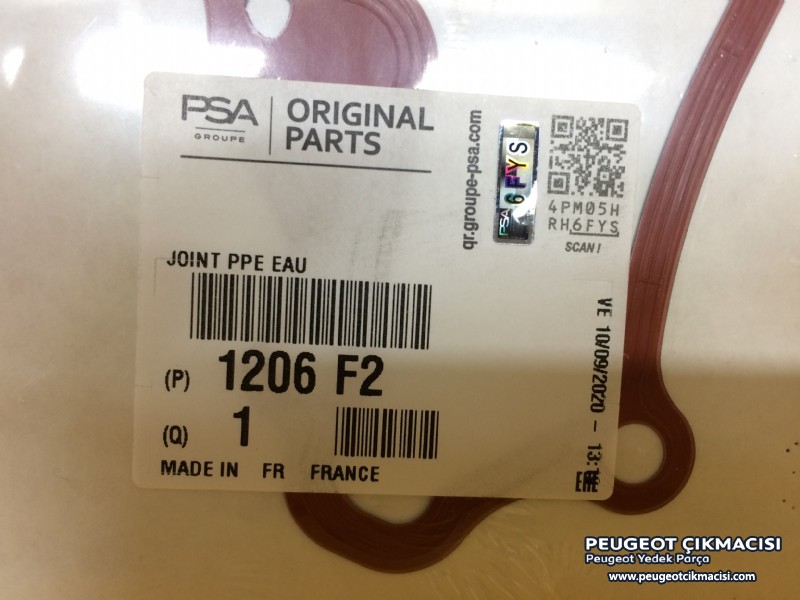 PSA
GROUPE
ORIGINAL
PARTS
qr.groupe-psa.com
PSA 6FYS
4PM05H
RH6FYS
SCAN!
JOINT PPE EAU
(P) 1206 F2
(Q) 1
MADE IN FR FRANCE
VE 10/09/2020 - 13:
PEUGEOT ÇIKMACISI
Peugeot Yedek Parça
www.peugeotcikmacisi.com